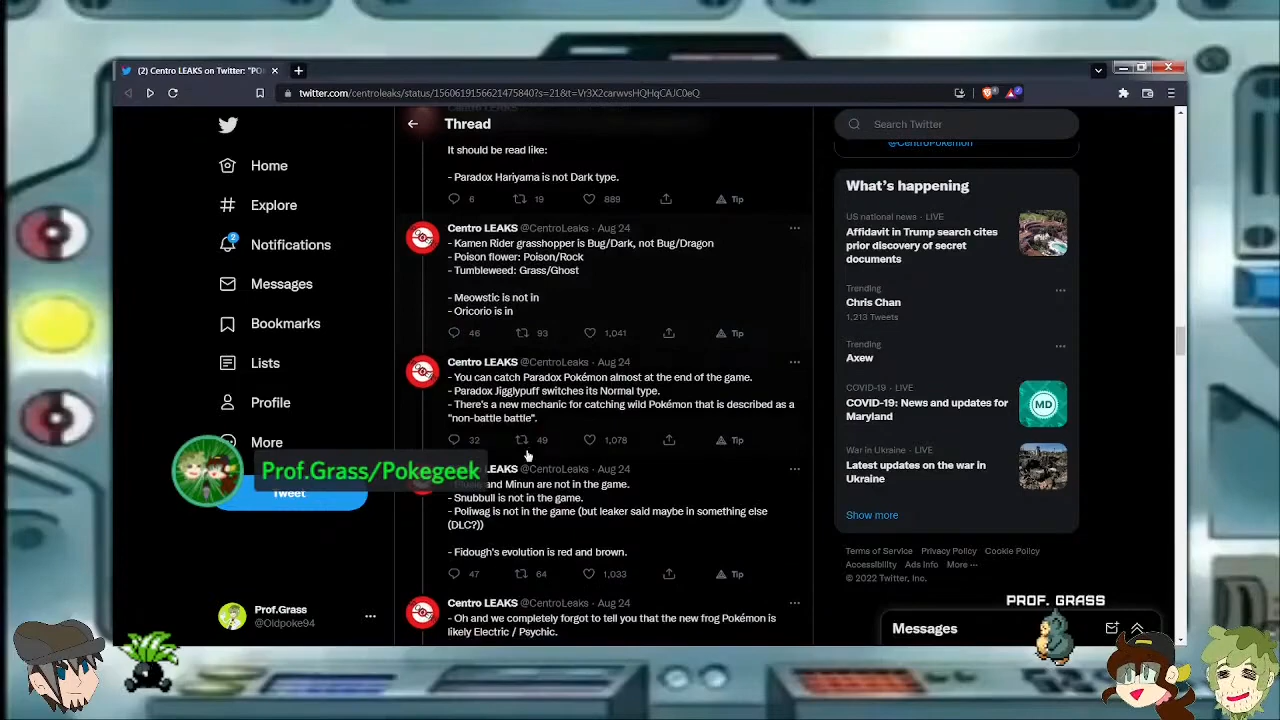 (2) Centro LEAKS on Twitter: "PO
twitter.com/centroleaks/status/1560619156621475840?s=21&t=Vr3X2carwvsHQHqCAJC0eQ
Home
Explore
2
Notifications
Messages
Bookmarks
Lists
Profile
More
Tweet
Prof.Grass
@Oldpoke94
Thread
It should be read like:
- Paradox Hariyama is not Dark type.
6 19 889 Tip
Centro LEAKS @CentroLeaks · Aug 24
- Kamen Rider grasshopper is Bug/Dark, not Bug/Dragon
- Poison flower: Poison/Rock
- Tumbleweed: Grass/Ghost
- Meowstic is not in
- Oricorio is in
46 93 1,041 Tip
Centro LEAKS @CentroLeaks · Aug 24
- You can catch Paradox Pokémon almost at the end of the game.
- Paradox Jigglypuff switches its Normal type.
- There's a new mechanic for catching wild Pokémon that is described as a
"non-battle battle".
32 49 1,078 Tip
LEAKS @CentroLeaks · Aug 24
and Minun are not in the game.
- Snubbull is not in the game.
- Poliwag is not in the game (but leaker said maybe in something else
(DLC?))
- Fidough's evolution is red and brown.
47 64 1,033 Tip
Centro LEAKS @CentroLeaks · Aug 24
- Oh and we completely forgot to tell you that the new frog Pokémon is
likely Electric / Psychic.
Prof.Grass/Pokegeek
Search Twitter
@CentroPokemon
What's happening
US national news · LIVE
Affidavit in Trump search cites
prior discovery of secret
documents
Trending
Chris Chan
1,213 Tweets
Trending
Axew
COVID-19 · LIVE
COVID-19: News and updates for
Maryland
MD
War in Ukraine · LIVE
Latest updates on the war in
Ukraine
Show more
Terms of Service Privacy Policy Cookie Policy
Accessibility Ads Info More ···
© 2022 Twitter, Inc.
PROF. GRASS
Messages